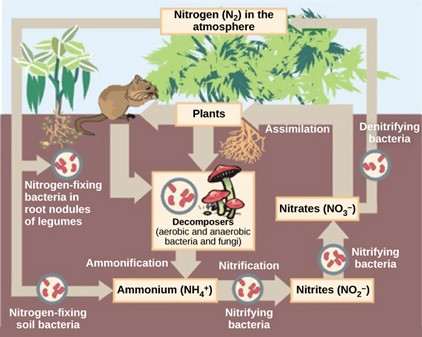 Nitrogen (N₂) in the
atmosphere
Plants
Assimilation
Denitrifying
bacteria
Nitrogen-fixing
bacteria in
root nodules
of legumes
Decomposers
(aerobic and anaerobic
bacteria and fungi)
Nitrates (NO₃⁻)
Ammonification
Nitrification
Nitrifying
bacteria
Ammonium (NH₄⁺)
Nitrites (NO₂⁻)
Nitrogen-fixing
soil bacteria
Nitrifying
bacteria